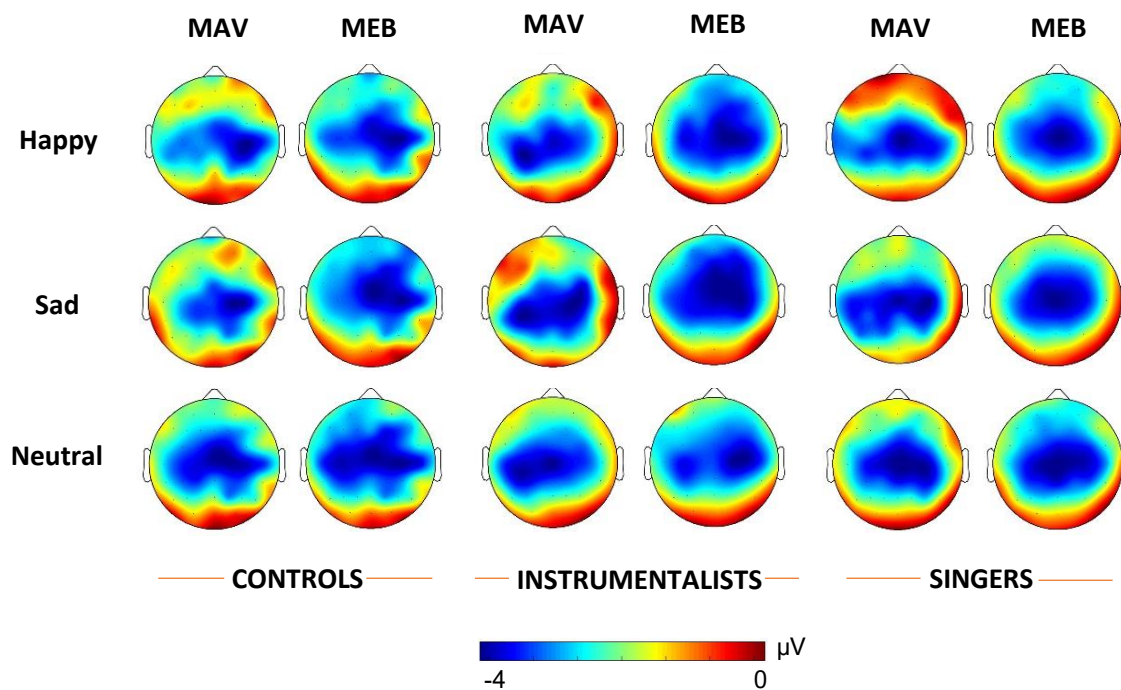 MAV MEB MAV MEB MAV MEB
Happy
Sad
Neutral
CONTROLS INSTRUMENTALISTS SINGERS
µV
-4 0